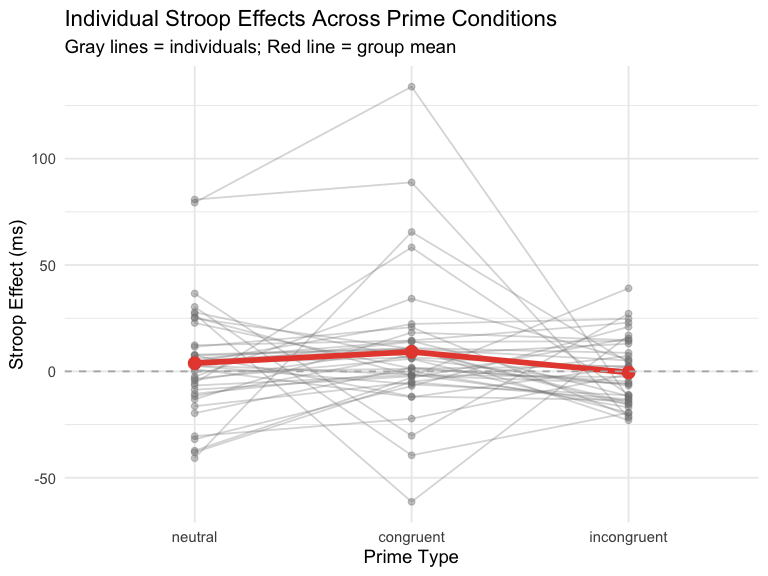 Individual Stroop Effects Across Prime Conditions
Gray lines = individuals; Red line = group mean
Stroop Effect (ms)
100
50
0
-50
neutral congruent incongruent
Prime Type